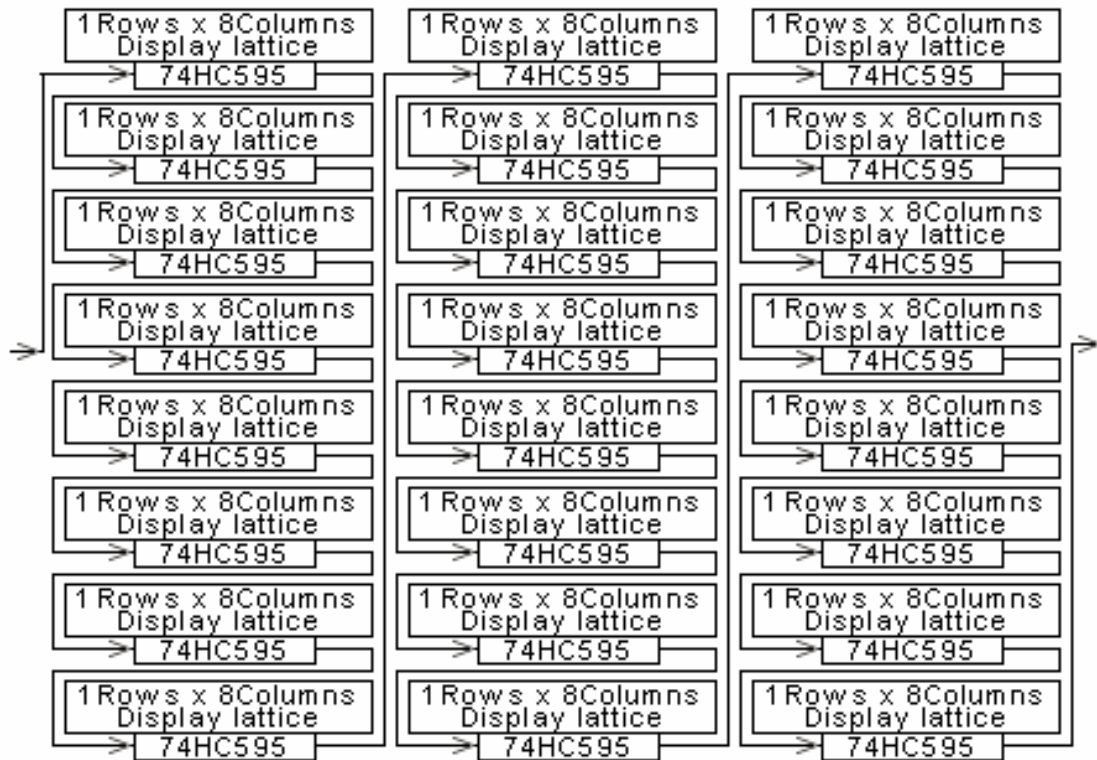 1Rows x 8Columns
Display lattice
74HC595
1Rows x 8Columns
Display lattice
74HC595
1Rows x 8Columns
Display lattice
74HC595
1Rows x 8Columns
Display lattice
74HC595
1Rows x 8Columns
Display lattice
74HC595
1Rows x 8Columns
Display lattice
74HC595
1Rows x 8Columns
Display lattice
74HC595
1Rows x 8Columns
Display lattice
74HC595
1Rows x 8Columns
Display lattice
74HC595
1Rows x 8Columns
Display lattice
74HC595
1Rows x 8Columns
Display lattice
74HC595
1Rows x 8Columns
Display lattice
74HC595
1Rows x 8Columns
Display lattice
74HC595
1Rows x 8Columns
Display lattice
74HC595
1Rows x 8Columns
Display lattice
74HC595
1Rows x 8Columns
Display lattice
74HC595
1Rows x 8Columns
Display lattice
74HC595
1Rows x 8Columns
Display lattice
74HC595
1Rows x 8Columns
Display lattice
74HC595
1Rows x 8Columns
Display lattice
74HC595
1Rows x 8Columns
Display lattice
74HC595
1Rows x 8Columns
Display lattice
74HC595
1Rows x 8Columns
Display lattice
74HC595
1Rows x 8Columns
Display lattice
74HC595